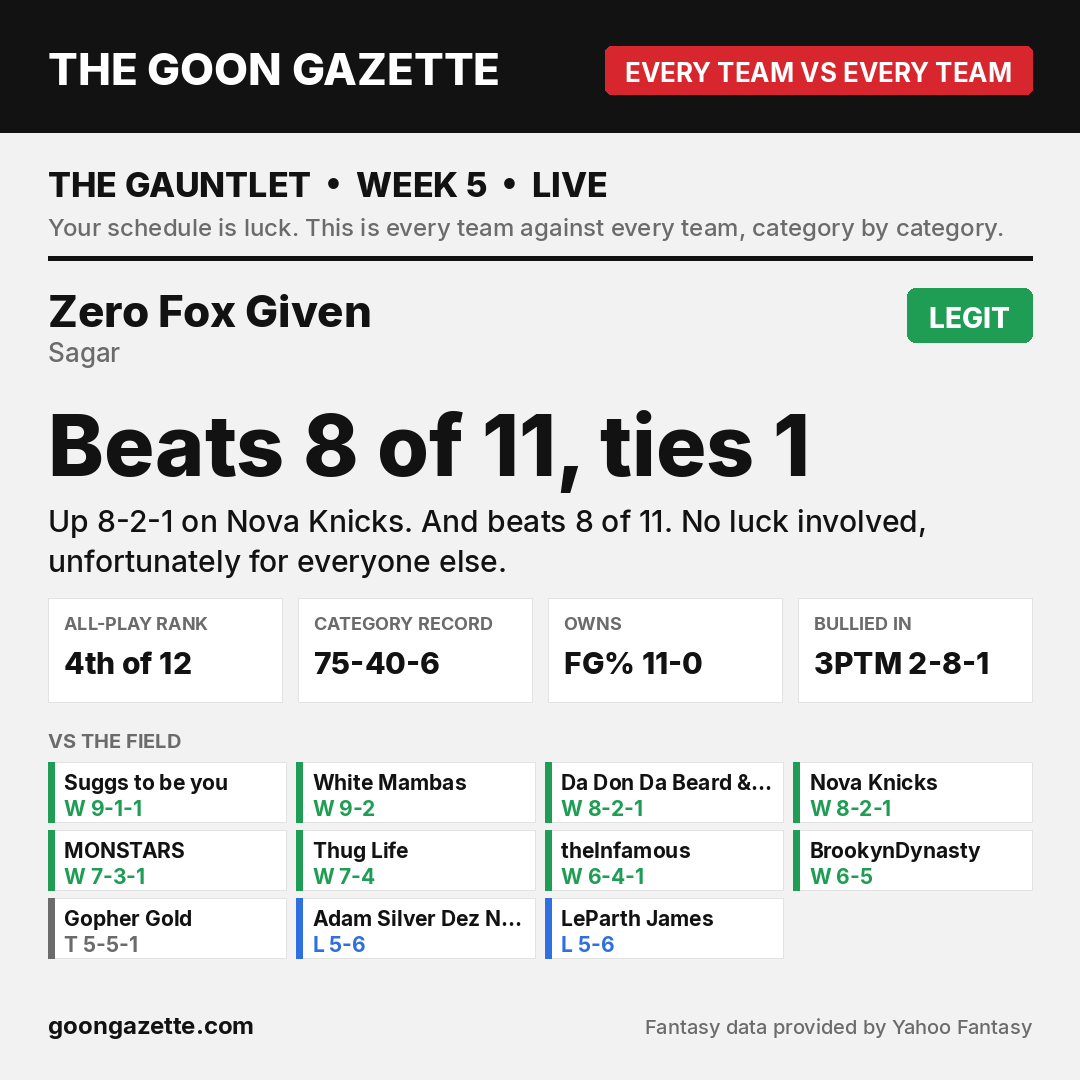 THE GOON GAZETTE
EVERY TEAM VS EVERY TEAM
THE GAUNTLET • WEEK 5 • LIVE
Your schedule is luck. This is every team against every team, category by category.
Zero Fox Given
LEGIT
Sagar
Beats 8 of 11, ties 1
Up 8-2-1 on Nova Knicks. And beats 8 of 11. No luck involved,
unfortunately for everyone else.
ALL-PLAY RANK
4th of 12
CATEGORY RECORD
75-40-6
OWNS
FG% 11-0
BULLIED IN
3PTM 2-8-1
VS THE FIELD
Suggs to be you
W 9-1-1
White Mambas
W 9-2
Da Don Da Beard &...
W 8-2-1
Nova Knicks
W 8-2-1
MONSTARS
W 7-3-1
Thug Life
W 7-4
theInfamous
W 6-4-1
BrookynDynasty
W 6-5
Gopher Gold
T 5-5-1
Adam Silver Dez N...
L 5-6
LeParth James
L 5-6
goongazette.com
Fantasy data provided by Yahoo Fantasy